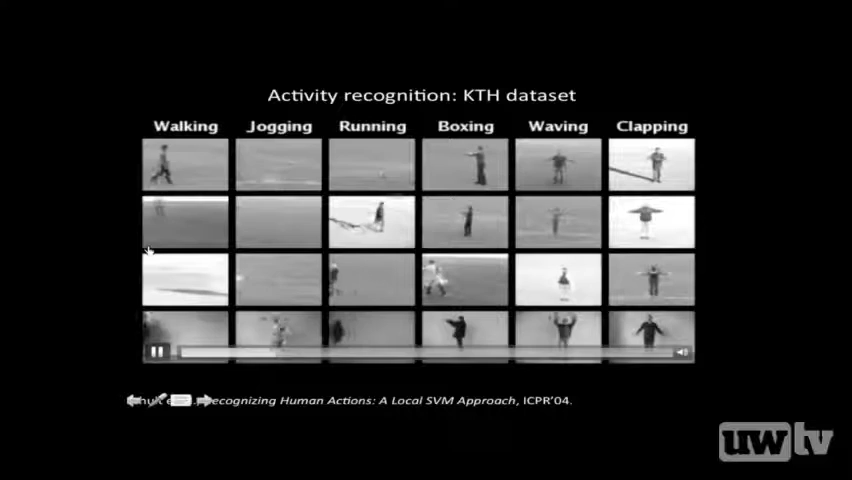 Activity recognition: KTH dataset
Walking Jogging Running Boxing Waving Clapping
Recognizing Human Actions: A Local SVM Approach, ICPR'04.
uwtv